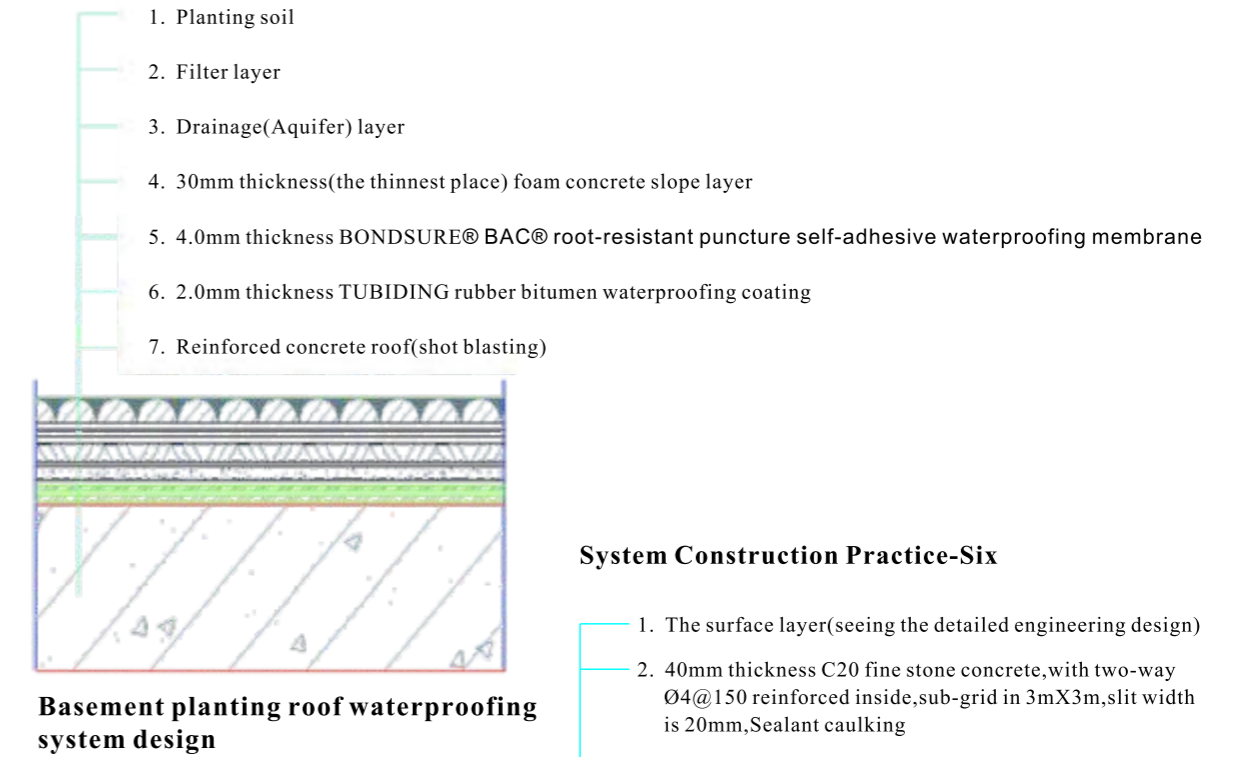 1. Planting soil
2. Filter layer
3. Drainage(Aquifer) layer
4. 30mm thickness(the thinnest place) foam concrete slope layer
5. 4.0mm thickness BONDSURE® BAC® root-resistant puncture self-adhesive waterproofing membrane
6. 2.0mm thickness TUBIDING rubber bitumen waterproofing coating
7. Reinforced concrete roof(shot blasting)
Basement planting roof waterproofing
system design
System Construction Practice-Six
1. The surface layer(seeing the detailed engineering design)
2. 40mm thickness C20 fine stone concrete,with two-way
Ø4@150 reinforced inside,sub-grid in 3mX3m,slit width
is 20mm,Sealant caulking